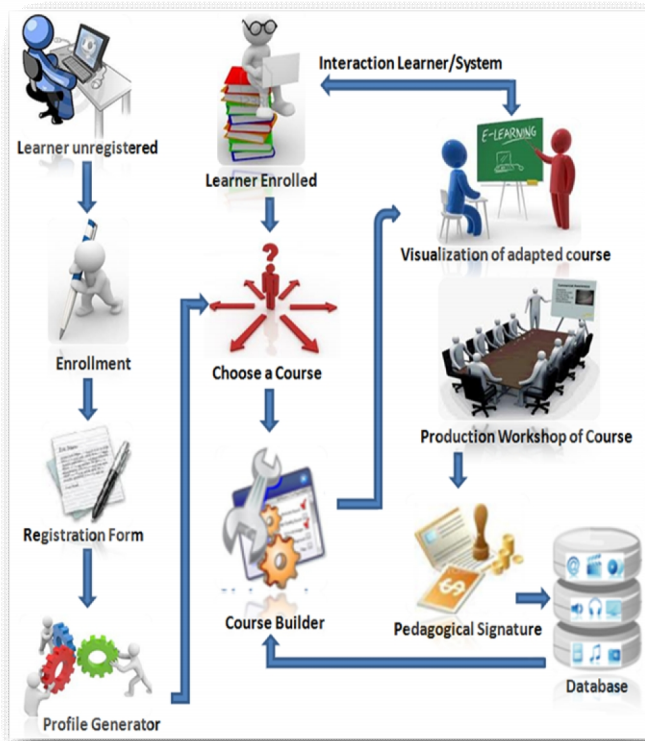 Learner unregistered
Enrollment
Registration Form
Profile Generator
Learner Enrolled
Choose a Course
Course Builder
Interaction Learner/System
E-LEARNING
Visualization of adapted course
Production Workshop of Course
Pedagogical Signature
Database